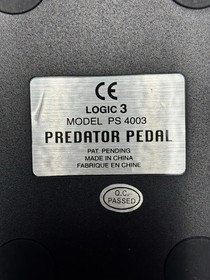 CE
LOGIC 3
MODEL PS 4003
PREDATOR PEDAL
PAT. PENDING
MADE IN CHINA
FABRIQUE EN CHINE
Q.C.
PASSED